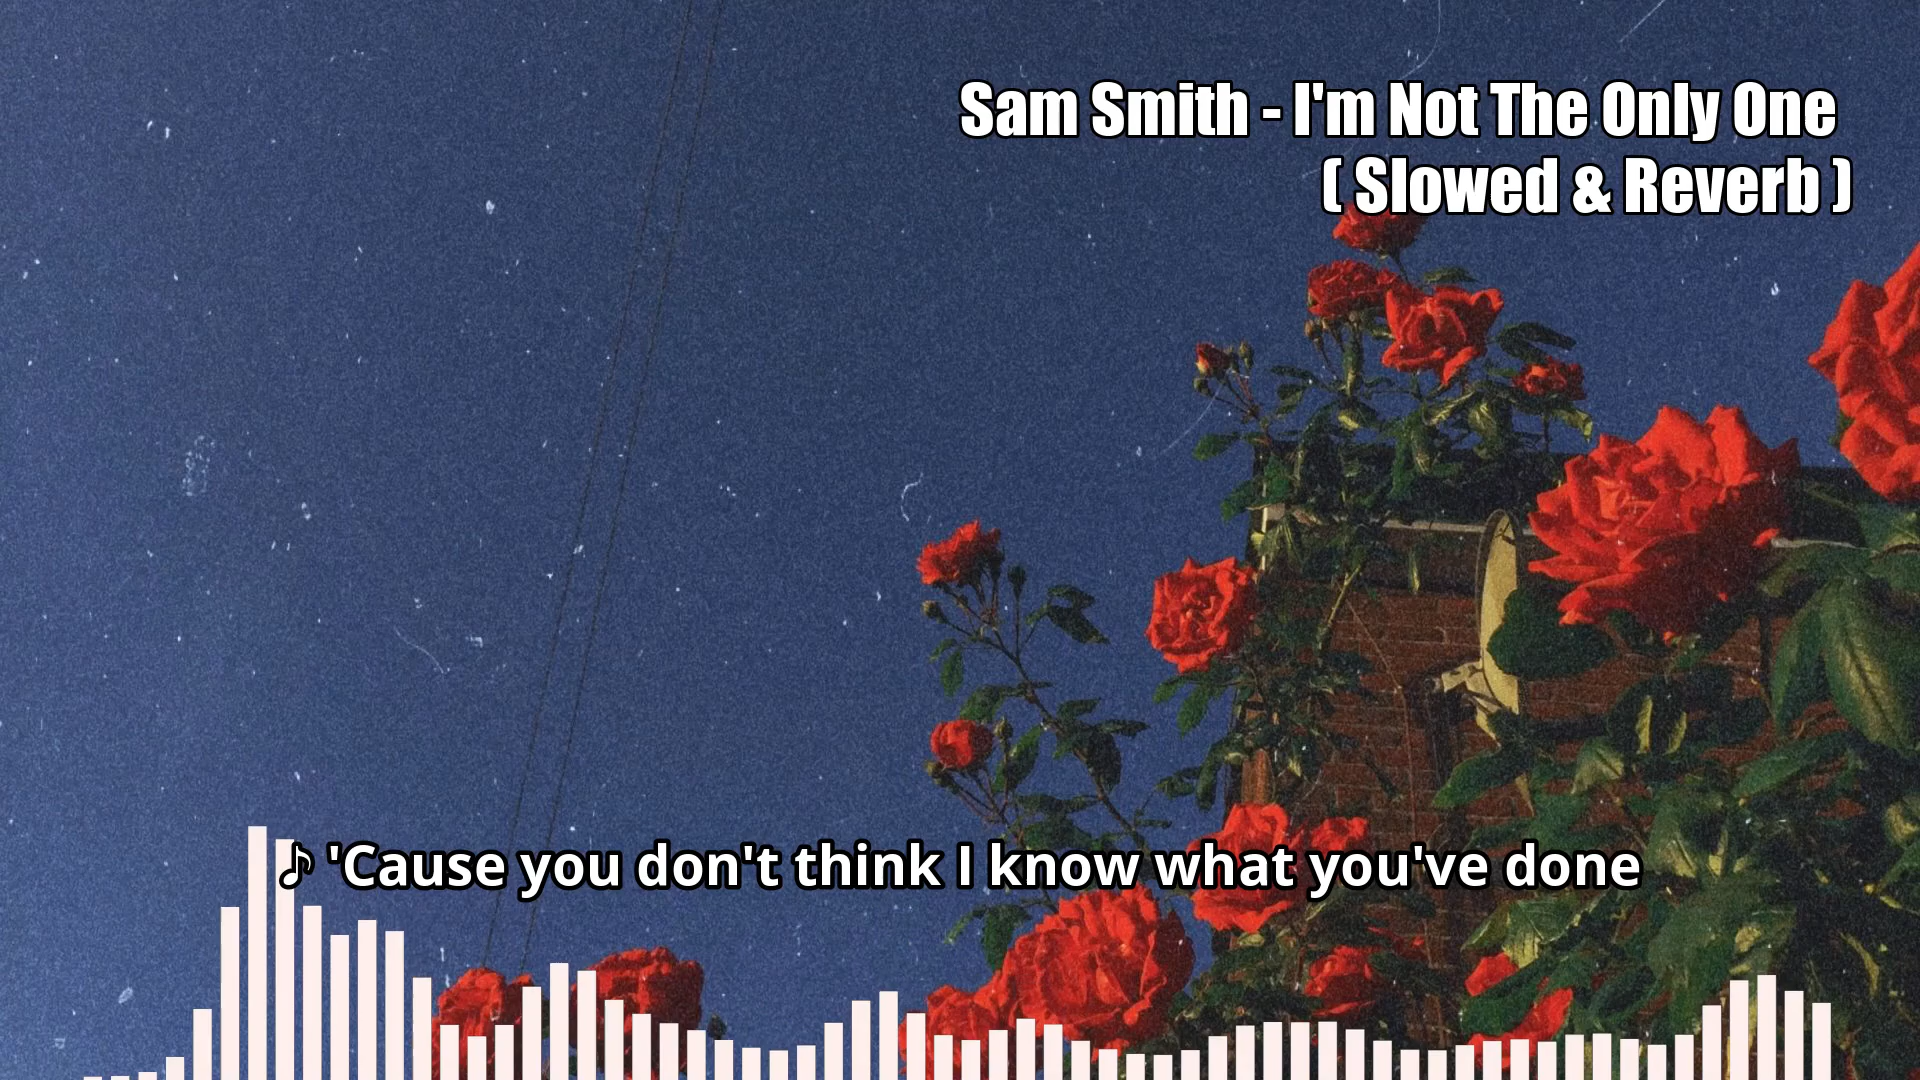 Sam Smith - I'm Not The Only One
( Slowed & Reverb )
♪ 'Cause you don't think I know what you've done